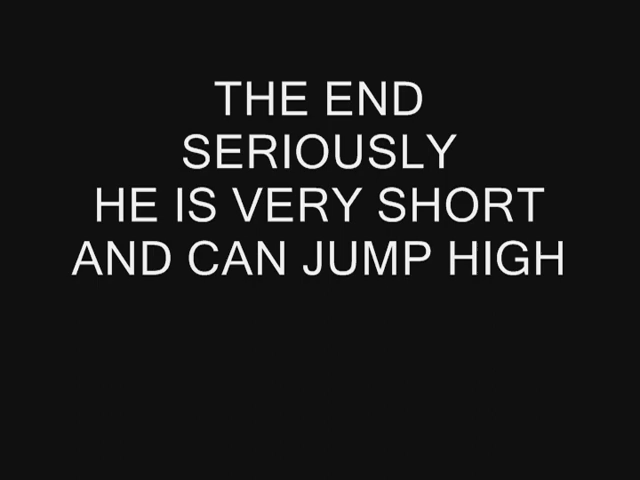 THE END
SERIOUSLY
HE IS VERY SHORT
AND CAN JUMP HIGH